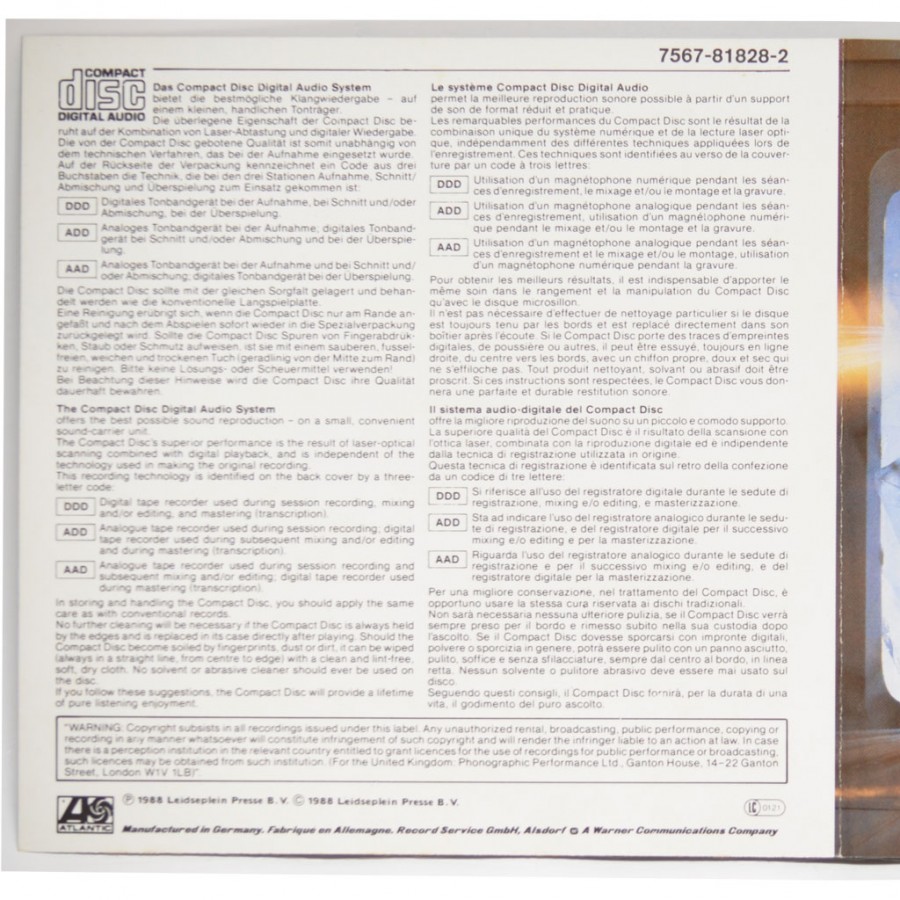 7567-81828-2
COMPACT
disc
DIGITAL AUDIO
Das Compact Disc Digital Audio System
bietet die bestmögliche Klangwiedergabe – auf
einem kleinen, handlichen Tonträger.
Die überlegene Eigenschaft der Compact Disc be-
ruht auf der Kombination von Laser-Abtastung und digitaler Wiedergabe.
Die von der Compact Disc gebotene Qualität ist somit unabhängig von
dem technischen Verfahren, das bei der Aufnahme eingesetzt wurde.
Auf der Rückseite der Verpackung kennzeichnet ein Code aus drei
Buchstaben die Technik, die bei den drei Stationen Aufnahme, Schnitt/
Abmischung und Überspielung zum Einsatz gekommen ist:
DDD Digitales Tonbandgerät bei der Aufnahme, bei Schnitt und/oder
Abmischung, bei der Überspielung.
ADD Analoges Tonbandgerät bei der Aufnahme; digitales Tonband-
gerät bei Schnitt und/oder Abmischung und bei der Überspie-
lung.
AAD Analoges Tonbandgerät bei der Aufnahme und bei Schnitt und/
oder Abmischung; digitales Tonbandgerät bei der Überspielung.
Die Compact Disc sollte mit der gleichen Sorgfalt gelagert und behan-
delt werden wie die konventionelle Langspielplatte.
Eine Reinigung erübrigt sich, wenn die Compact Disc nur am Rande an-
gefaßt und nach dem Abspielen sofort wieder in die Spezialverpackung
zurückgelegt wird. Sollte die Compact Disc Spuren von Fingerabdrük-
ken, Staub oder Schmutz aufweisen, ist sie mit einem sauberen, fussel-
freien, weichen und trockenen Tuch (geradlinig von der Mitte zum Rand)
zu reinigen. Bitte keine Lösungs- oder Scheuermittel verwenden!
Bei Beachtung dieser Hinweise wird die Compact Disc ihre Qualität
dauerhaft bewahren.
The Compact Disc Digital Audio System
offers the best possible sound reproduction – on a small, convenient
sound-carrier unit.
The Compact Disc's superior performance is the result of laser-optical
scanning combined with digital playback, and is independent of the
technology used in making the original recording.
This recording technology is identified on the back cover by a three-
letter code:
DDD Digital tape recorder used during session recording, mixing
and/or editing, and mastering (transcription).
ADD Analogue tape recorder used during session recording; digital
tape recorder used during subsequent mixing and/or editing
and during mastering (transcription).
AAD Analogue tape recorder used during session recording and
subsequent mixing and/or editing; digital tape recorder used
during mastering (transcription).
In storing and handling the Compact Disc, you should apply the same
care as with conventional records.
No further cleaning will be necessary if the Compact Disc is always held
by the edges and is replaced in its case directly after playing. Should the
Compact Disc become soiled by fingerprints, dust or dirt, it can be wiped
(always in a straight line, from centre to edge) with a clean and lint-free,
soft, dry cloth. No solvent or abrasive cleaner should ever be used on
the disc.
If you follow these suggestions, the Compact Disc will provide a lifetime
of pure listening enjoyment.
Le système Compact Disc Digital Audio
permet la meilleure reproduction sonore possible à partir d'un support
de son de format réduit et pratique.
Les remarquables performances du Compact Disc sont le résultat de la
combinaison unique du système numérique et de la lecture laser opti-
que, indépendamment des différentes techniques appliquées lors de
l'enregistrement. Ces techniques sont identifiées au verso de la couver-
ture par un code à trois lettres:
DDD Utilisation d'un magnétophone numérique pendant les séan-
ces d'enregistrement, le mixage et/ou le montage et la gravure.
ADD Utilisation d'un magnétophone analogique pendant les séan-
ces d'enregistrement, utilisation d'un magnétophone numéri-
que pendant le mixage et/ou le montage et la gravure.
AAD Utilisation d'un magnétophone analogique pendant les séan-
ces d'enregistrement et le mixage et/ou le montage, utilisation
d'un magnétophone numérique pendant la gravure.
Pour obtenir les meilleurs résultats, il est indispensable d'apporter le
même soin dans le rangement et la manipulation du Compact Disc
qu'avec le disque microsillon.
Il n'est pas nécessaire d'effectuer de nettoyage particulier si le disque
est toujours tenu par les bords et est replacé directement dans son
boîtier après l'écoute. Si le Compact Disc porte des traces d'empreintes
digitales, de poussière ou autres, il peut être essuyé, toujours en ligne
droite, du centre vers les bords, avec un chiffon propre, doux et sec qui
ne s'effiloche pas. Tout produit nettoyant, solvant ou abrasif doit être
proscrit. Si ces instructions sont respectées, le Compact Disc vous don-
nera une parfaite et durable restitution sonore.
Il sistema audio-digitale del Compact Disc
offre la migliore riproduzione del suono su un piccolo e comodo supporto.
La superiore qualità del Compact Disc è il risultato della scansione con
l'ottica laser, combinata con la riproduzione digitale ed è indipendente
dalla tecnica di registrazione utilizzata in origine.
Questa tecnica di registrazione è identificata sul retro della confezione
da un codice di tre lettere:
DDD Si riferisce all'uso del registratore digitale durante le sedute di
registrazione, mixing e/o editing, e masterizzazione.
ADD Sta ad indicare l'uso del registratore analogico durante le sedu-
te di registrazione, e del registratore digitale per il successivo
mixing e/o editing e per la masterizzazione.
AAD Riguarda l'uso del registratore analogico durante le sedute di
registrazione e per il successivo mixing e/o editing, e del
registratore digitale per la masterizzazione.
Per una migliore conservazione, nel trattamento del Compact Disc, è
opportuno usare la stessa cura riservata ai dischi tradizionali.
Non sarà necessaria nessuna ulteriore pulizia, se il Compact Disc verrà
sempre preso per il bordo e rimesso subito nella sua custodia dopo
l'ascolto. Se il Compact Disc dovesse sporcarsi con impronte digitali,
polvere o sporcizia in genere, potrà essere pulito con un panno asciutto,
pulito, soffice e senza sfilacciature, sempre dal centro al bordo, in linea
retta. Nessun solvente o pulitore abrasivo deve essere mai usato sul
disco.
Seguendo questi consigli, il Compact Disc fornirà, per la durata di una
vita, il godimento del puro ascolto.
"WARNING: Copyright subsists in all recordings issued under this label. Any unauthorized rental, broadcasting, public performance, copying or
recording in any manner whatsoever will constitute infringement of such copyright and will render the infringer liable to an action at law. In case
there is a perception institution in the relevant country entitled to grant licences for the use of recordings for public performance or broadcasting,
such licences may be obtained from such institution. (For the United Kingdom: Phonographic Performance Ltd., Ganton House, 14–22 Ganton
Street, London W1V 1LB)".
ATLANTIC
℗ 1988 Leidseplein Presse B.V. © 1988 Leidseplein Presse B.V.
LC 0121
Manufactured in Germany. Fabriqué en Allemagne. Record Service GmbH, Alsdorf A Warner Communications Company